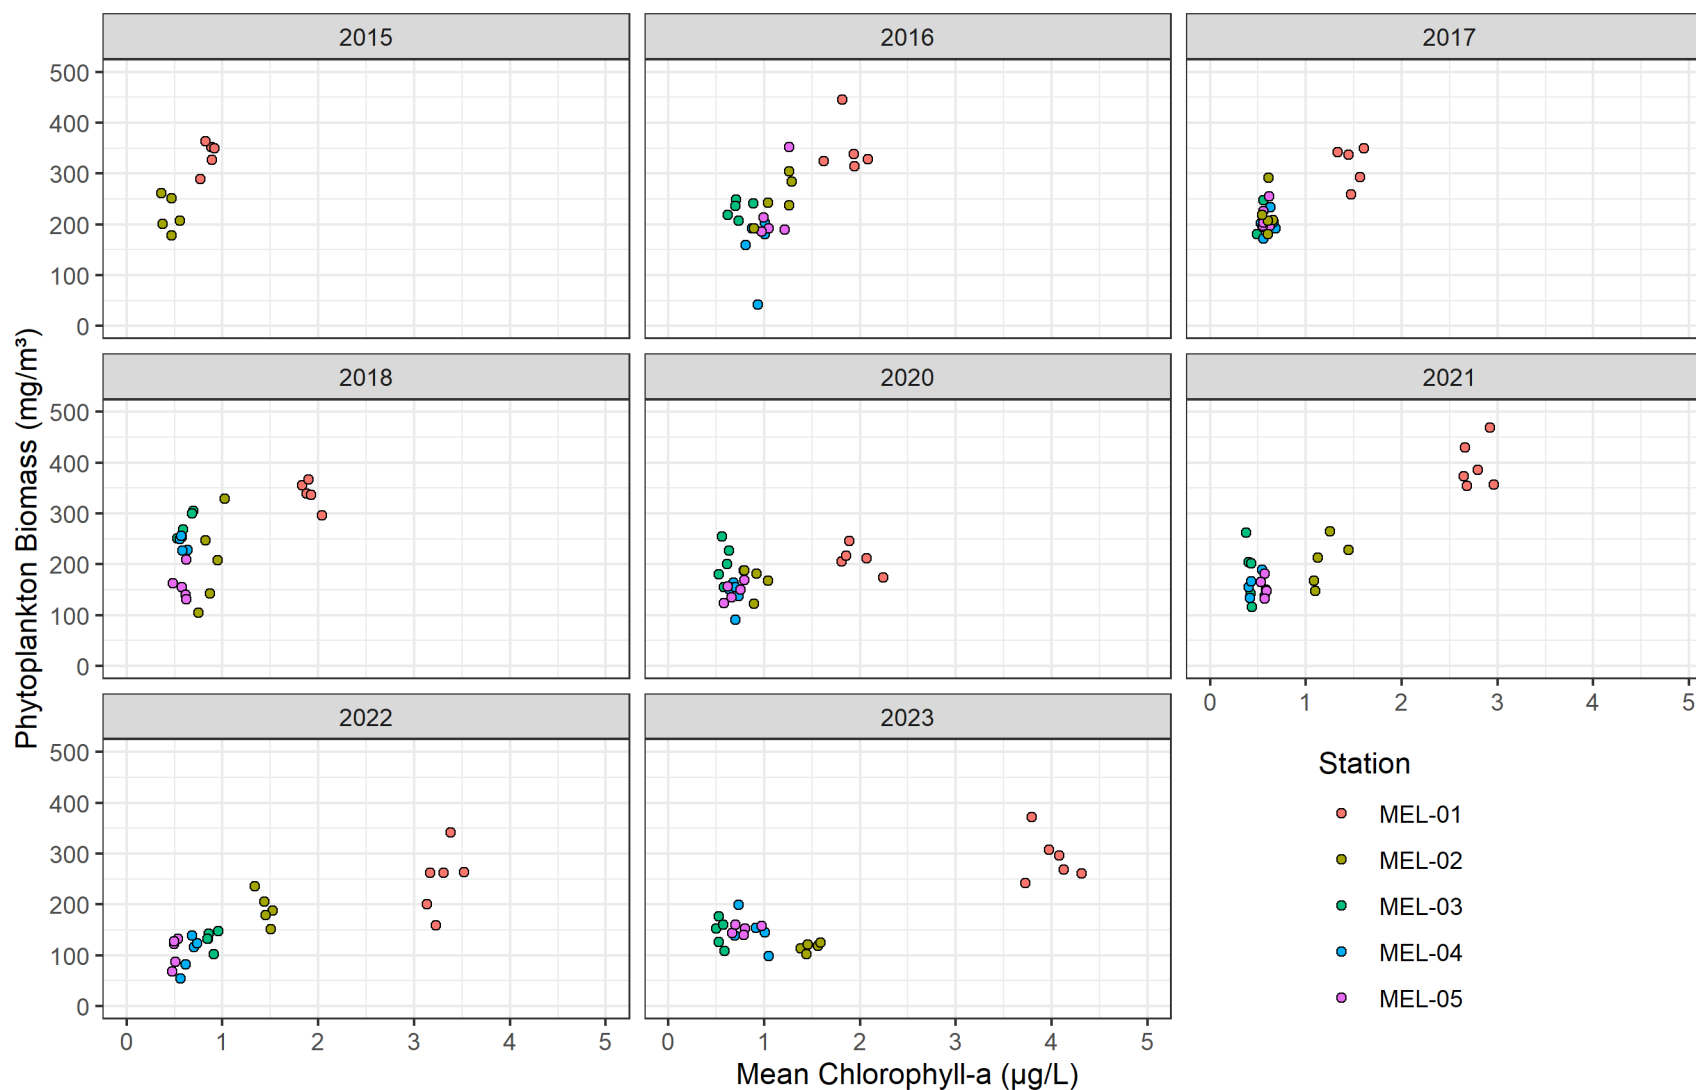 2015 2016 2017
500
400
300
200
100
0
2018 2020 2021
500
400
300
200
100
0
0 1 2 3 4 5
2022 2023
500
400
300
200
100
0
0 1 2 3 4 5 0 1 2 3 4 5
Phytoplankton Biomass (mg/m³)
Mean Chlorophyll-a (µg/L)
Station
MEL-01
MEL-02
MEL-03
MEL-04
MEL-05